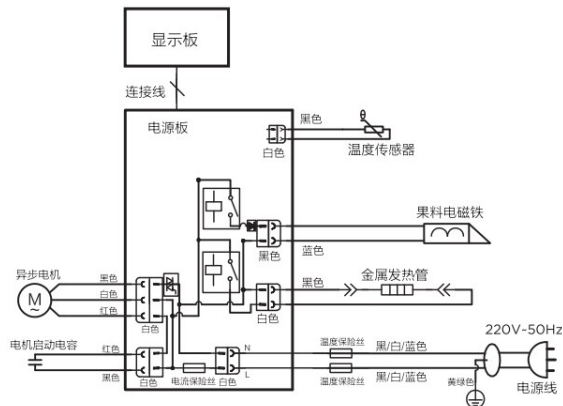 显示板
连接线
电源板
黑色
θ
白色
温度传感器
果料电磁铁
黑色
蓝色
异步电机
黑色
金属发热管
黑色
M
~
白色
红色
白色
白色
220V~50Hz
电机启动电容
红色
N
温度保险丝
黑/白/蓝色
黑色
白色
电流保险丝
白色
L
温度保险丝
黑/白/蓝色
黄绿色
电源线